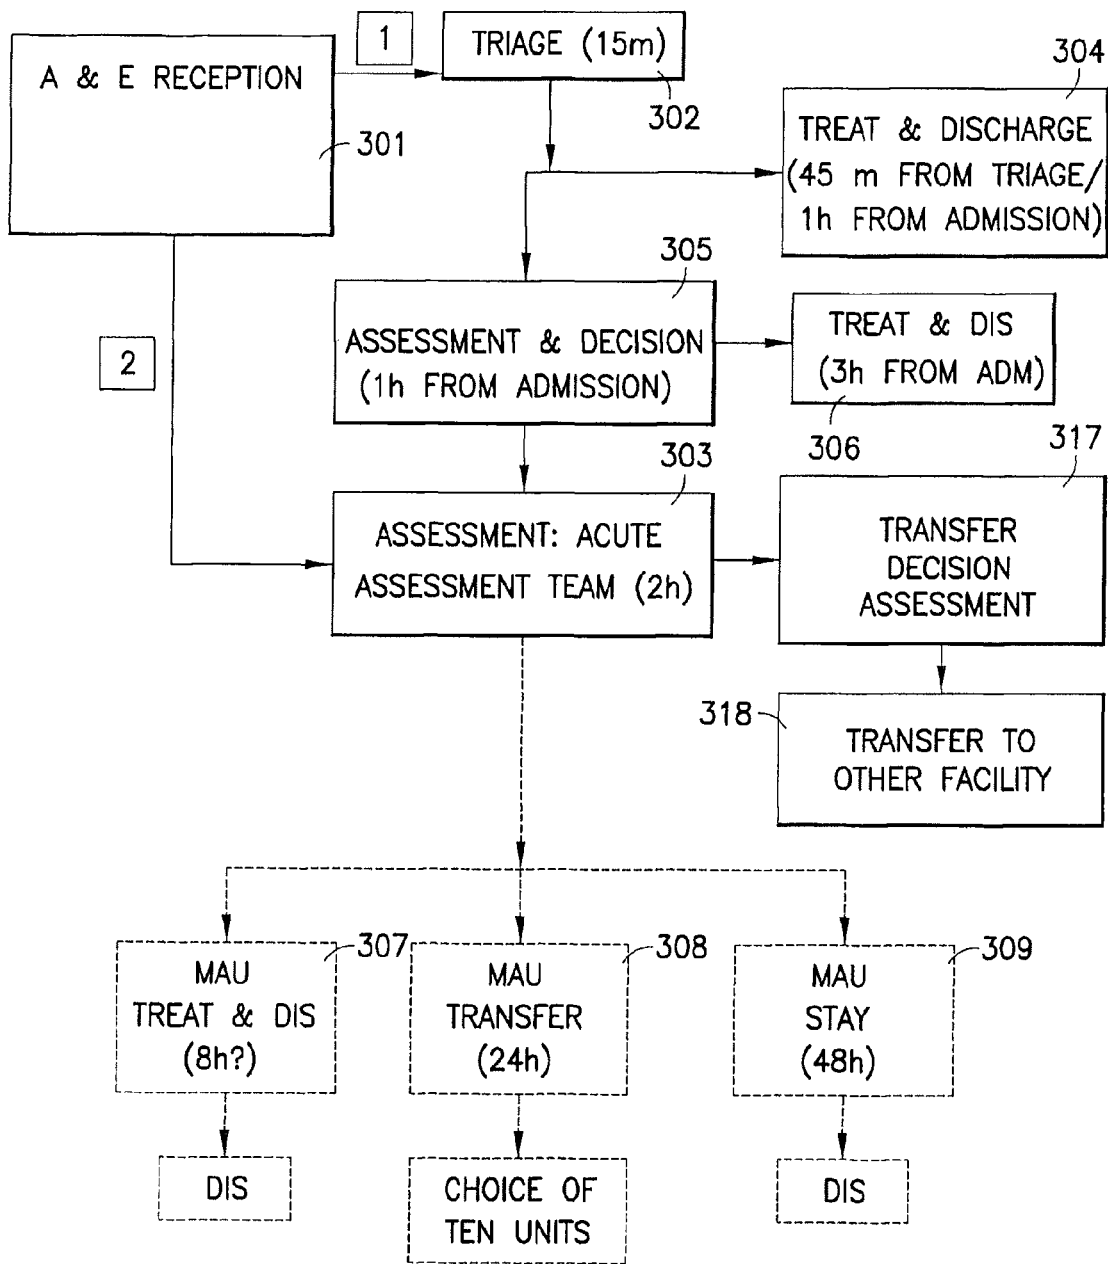 1
TRIAGE (15m)
302
A & E RECEPTION
301
304
TREAT & DISCHARGE
(45 m FROM TRIAGE/
1h FROM ADMISSION)
305
ASSESSMENT & DECISION
(1h FROM ADMISSION)
TREAT & DIS
(3h FROM ADM)
306
2
303
ASSESSMENT: ACUTE
ASSESSMENT TEAM (2h)
317
TRANSFER
DECISION
ASSESSMENT
318
TRANSFER TO
OTHER FACILITY
307
MAU
TREAT & DIS
(8h?)
308
MAU
TRANSFER
(24h)
309
MAU
STAY
(48h)
DIS
CHOICE OF
TEN UNITS
DIS